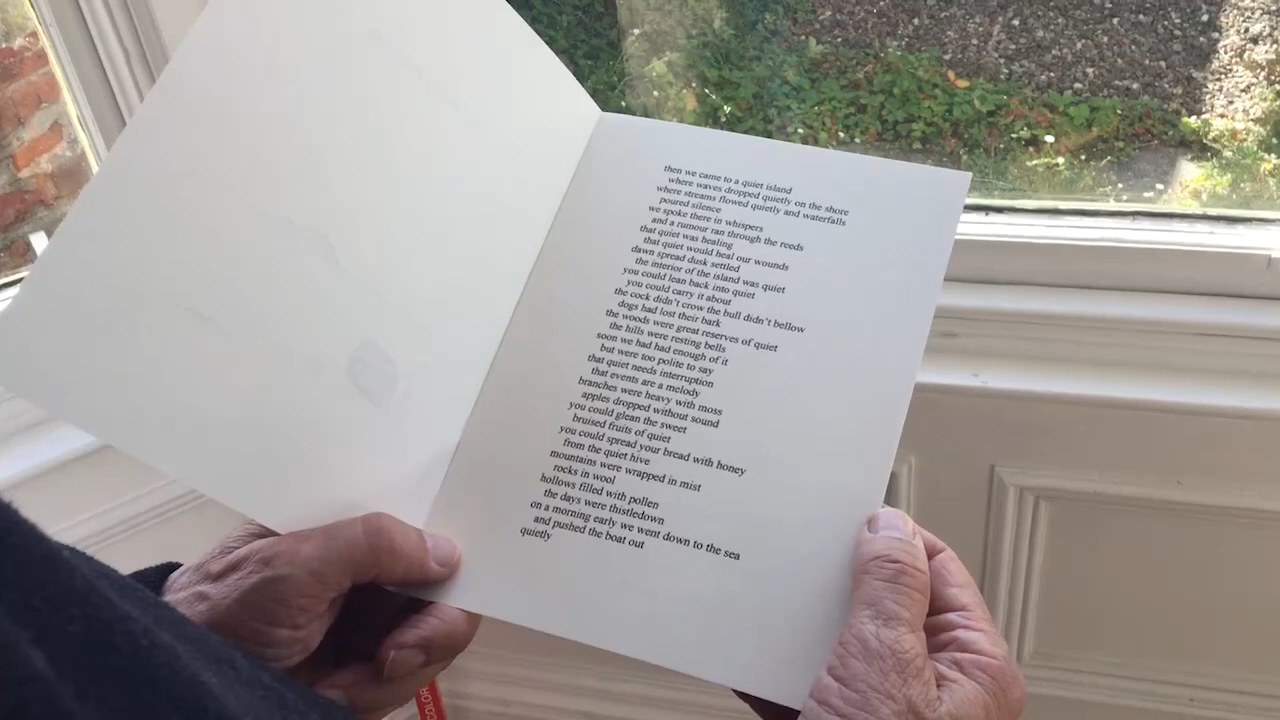 then we came to a quiet island
where waves dropped quietly on the shore
where streams flowed quietly and waterfalls
poured silence
we spoke there in whispers
and a rumour ran through the reeds
that quiet was healing
that quiet would heal our wounds
dawn spread dusk settled
the interior of the island was quiet
you could lean back into quiet
you could carry it about
the cock didn't crow the bull didn't bellow
dogs had lost their bark
the woods were great reserves of quiet
the hills were resting bells
soon we had had enough of it
but were too polite to say
that quiet needs interruption
that events are a melody
branches were heavy with moss
apples dropped without sound
you could glean the sweet
bruised fruits of quiet
you could spread your bread with honey
from the quiet hive
mountains were wrapped in mist
rocks in wool
hollows filled with pollen
the days were thistledown
on a morning early we went down to the sea
and pushed the boat out
quietly
COLOR